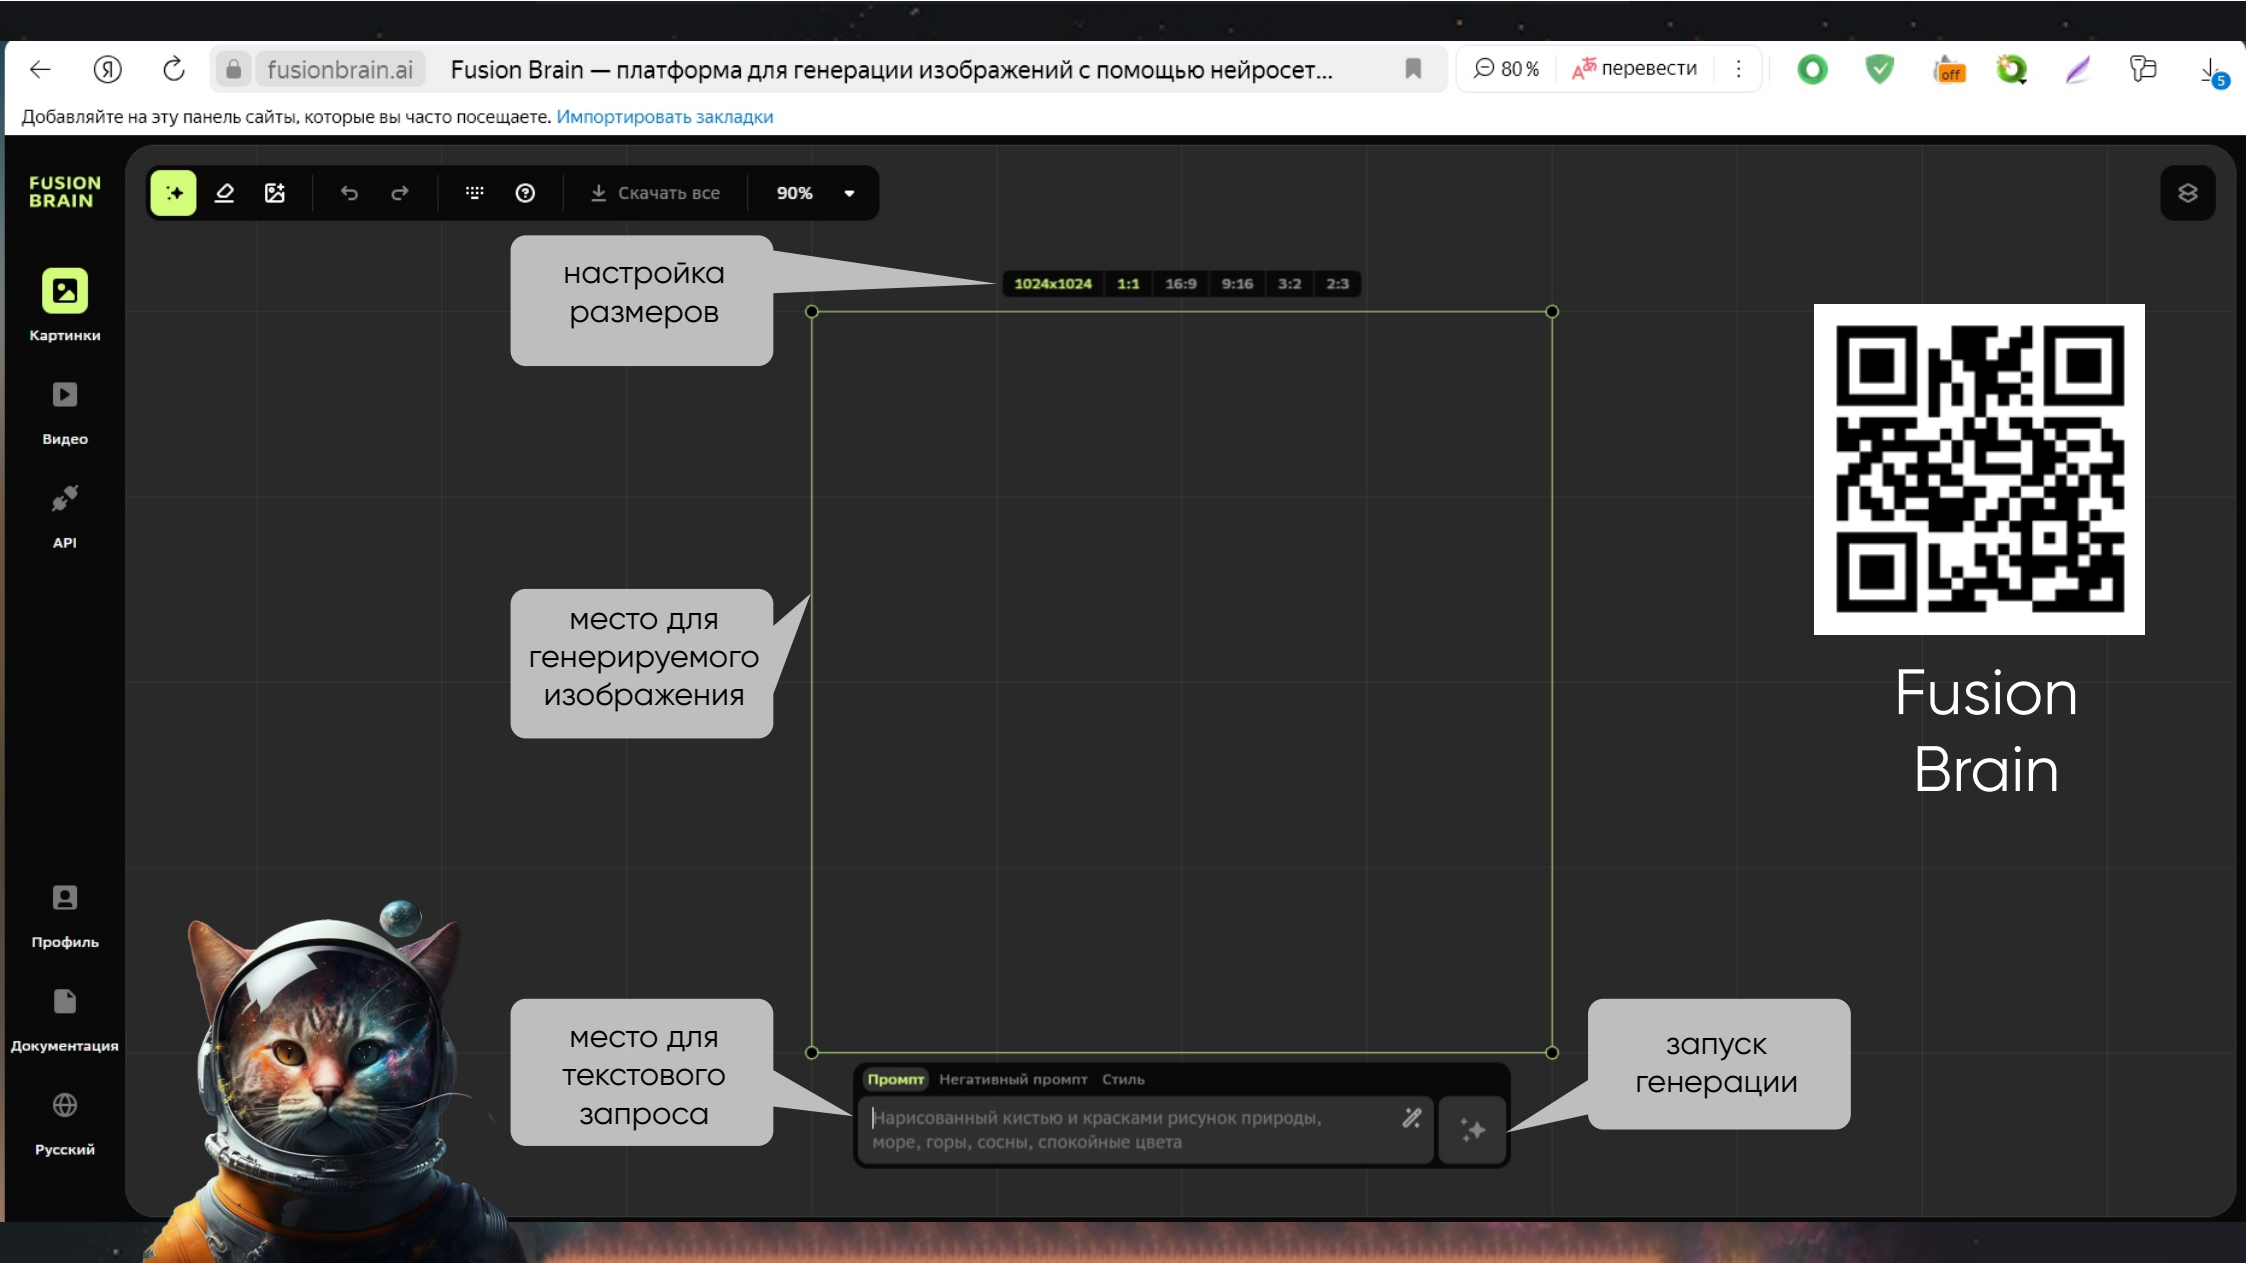 fusionbrain.ai
Fusion Brain — платформа для генерации изображений с помощью нейросет...
80 %
перевести
off
5
Добавляйте на эту панель сайты, которые вы часто посещаете. Импортировать закладки
FUSION
BRAIN
Скачать все
90%
Картинки
Видео
API
Профиль
Документация
Русский
настройка
размеров
1024x1024 1:1 16:9 9:16 3:2 2:3
место для
генерируемого
изображения
Fusion
Brain
место для
текстового
запроса
Промпт Негативный промпт Стиль
Нарисованный кистью и красками рисунок природы,
море, горы, сосны, спокойные цвета
запуск
генерации